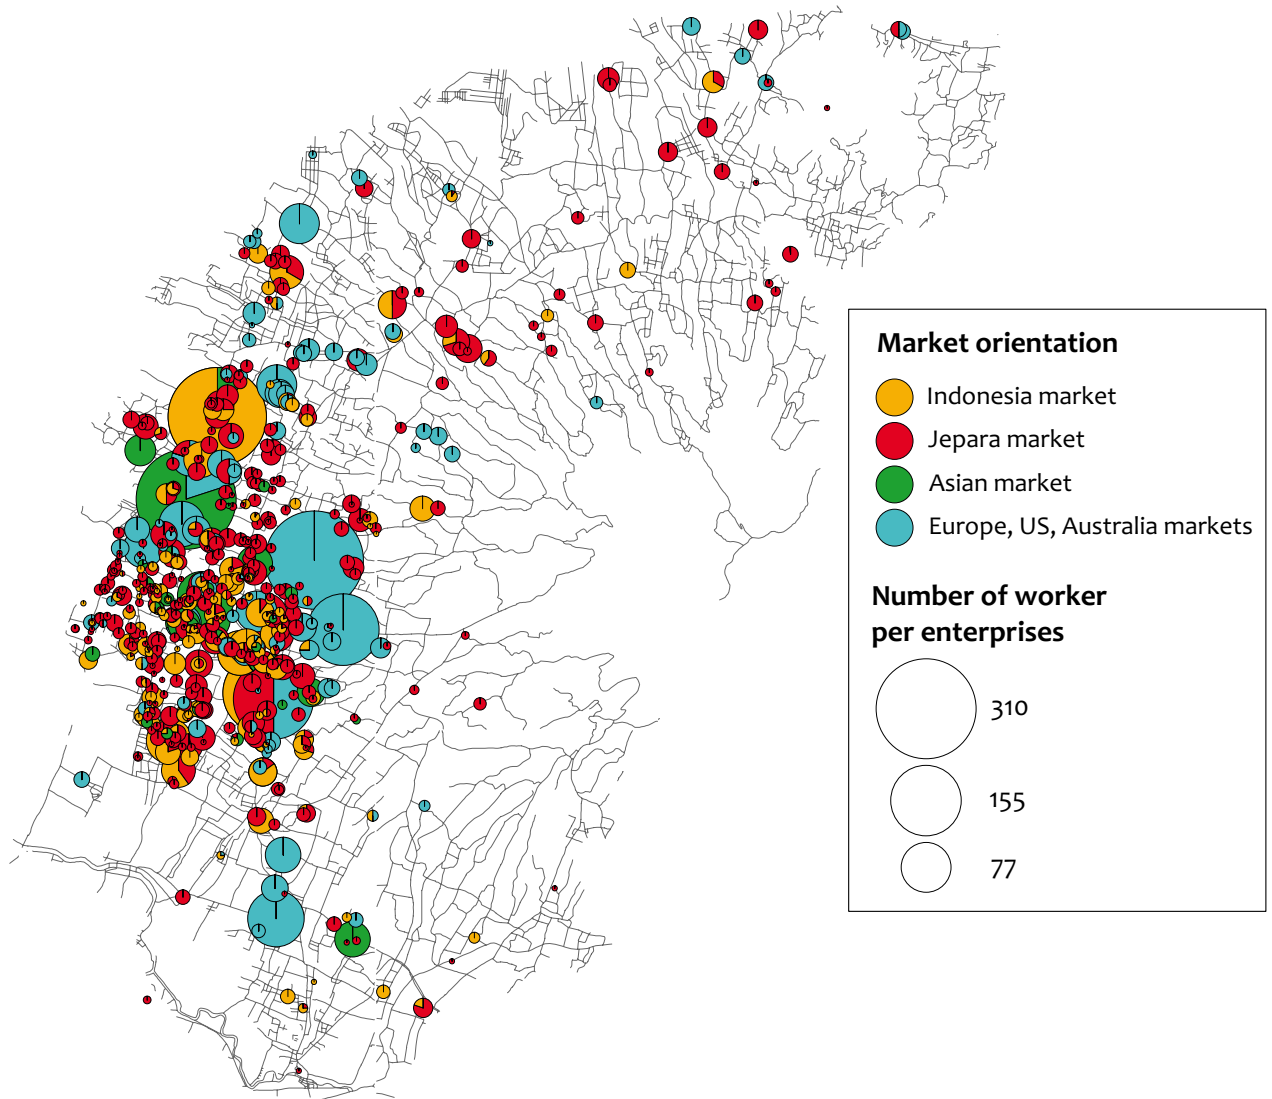 Market orientation
Indonesia market
Jepara market
Asian market
Europe, US, Australia markets
Number of worker
per enterprises
310
155
77